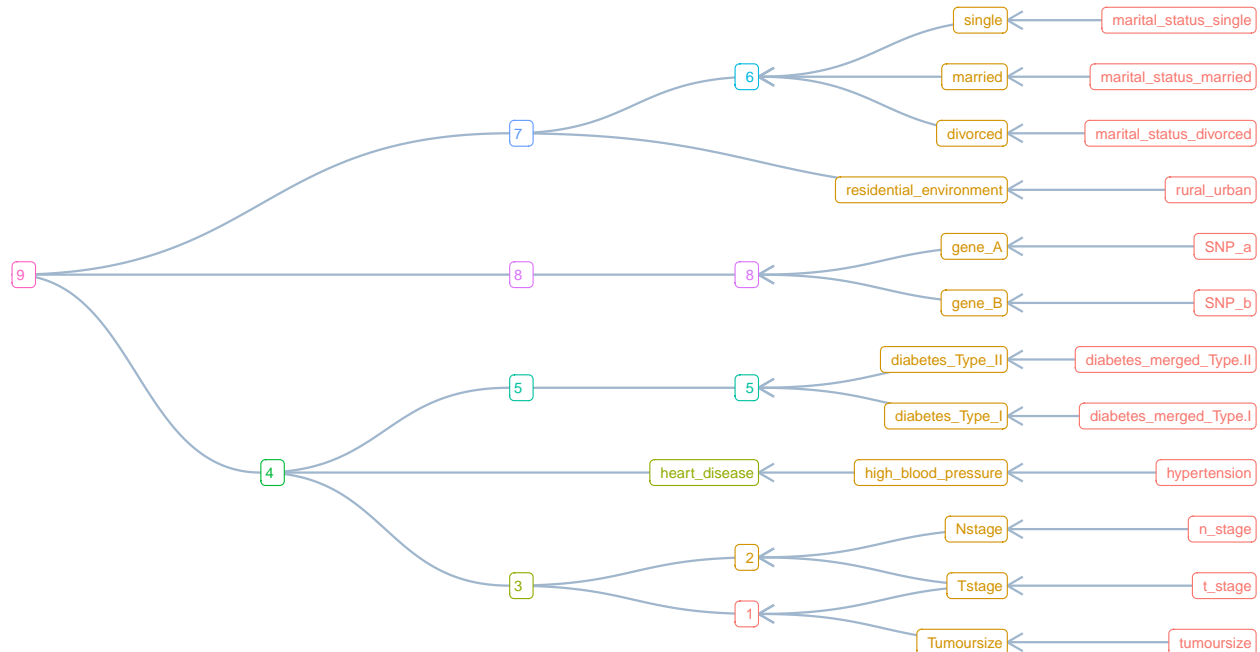 single marital_status_single
6 married marital_status_married
7 divorced marital_status_divorced
residential_environment rural_urban
gene_A SNP_a
9 8 8
gene_B SNP_b
diabetes_Type_II diabetes_merged_Type.II
5 5
diabetes_Type_I diabetes_merged_Type.I
4 heart_disease high_blood_pressure hypertension
Nstage n_stage
2
3 Tstage t_stage
1
Tumoursize tumoursize